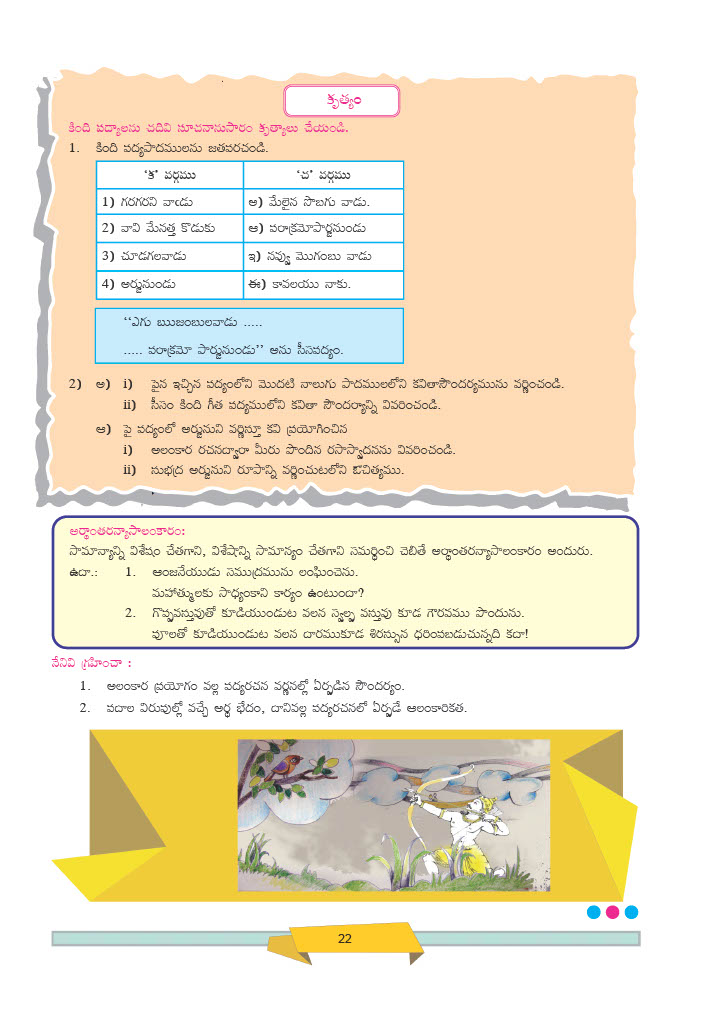 కృత్యం
కింది పద్యాలను చదివి సూచనానుసారం కృత్యాలు చేయండి.
1. కింది పద్యపాదములను జతపరచండి.
‘క’ వర్గము ‘చ’ వర్గము
1) గరగరని వాఁడు అ) మేలైన సొబగు వాడు.
2) వావి మేనత్త కొడుకు ఆ) పరాక్రమోపార్జనుండు
3) చూడగలవాడు ఇ) నవ్వు మొగంబు వాడు
4) అర్జునుండు ఈ) కావలయు నాకు.
‘‘ఎగు ఋజంబులవాడు .....
..... పరాక్రమో పార్జనుండు’’ అను సీసపద్యం.
2) అ) i) పైన ఇచ్చిన పద్యంలోని మొదటి నాలుగు పాదములలోని కవితాసౌందర్యమును వర్ణించండి.
ii) సీసం కింది గీత పద్యములోని కవితా సౌందర్యాన్ని వివరించండి.
ఆ) పై పద్యంలో అర్జునుని వర్ణిస్తూ కవి ప్రయోగించిన
i) అలంకార రచనద్వారా మీరు పొందిన రసాస్వాదనను వివరించండి.
ii) సుభద్ర అర్జునుని రూపాన్ని వర్ణించుటలోని ఔచిత్యము.
అర్థాంతరన్యాసాలంకారం:
సామాన్యాన్ని విశేషం చేతగాని, విశేషాన్ని సామాన్యం చేతగాని సమర్థించి చెబితే అర్థాంతరన్యాసాలంకారం అందురు.
ఉదా.: 1. ఆంజనేయుడు సముద్రమును లంఘించెను.
మహాత్ములకు సాధ్యంకాని కార్యం ఉంటుందా?
2. గొప్పవస్తువుతో కూడియుండుట వలన స్వల్ప వస్తువు కూడ గౌరవము పొందును.
పూలతో కూడియుండుట వలన దారముకూడ శిరస్సున ధరింపబడుచున్నది కదా!
నేనివి గ్రహించా :
1. అలంకార ప్రయోగం వల్ల పద్యరచన వర్ణనల్లో ఏర్పడిన సౌందర్యం.
2. పదాల విరుపుల్లో వచ్చే అర్థ భేదం, దానివల్ల పద్యరచనలో ఏర్పడే ఆలంకారికత.
22